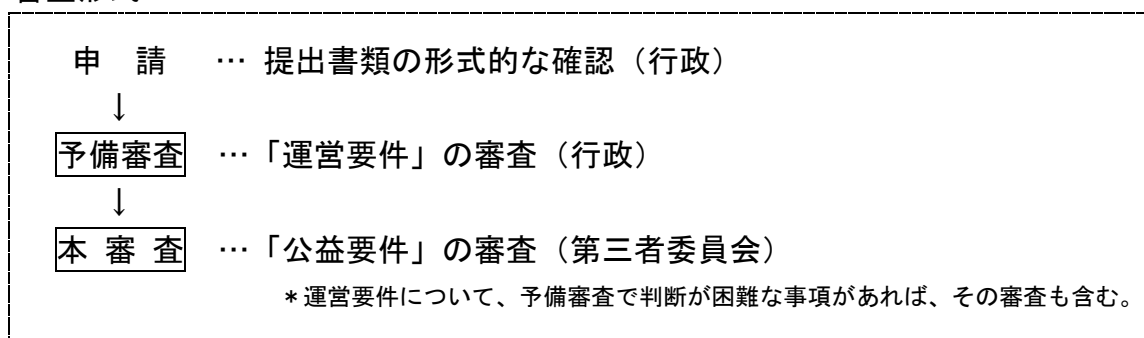 申　請　… 提出書類の形式的な確認（行政）
↓
予備審査　…「運営要件」の審査（行政）
↓
本 審 査　…「公益要件」の審査（第三者委員会）
＊運営要件について、予備審査で判断が困難な事項があれば、その審査も含む。